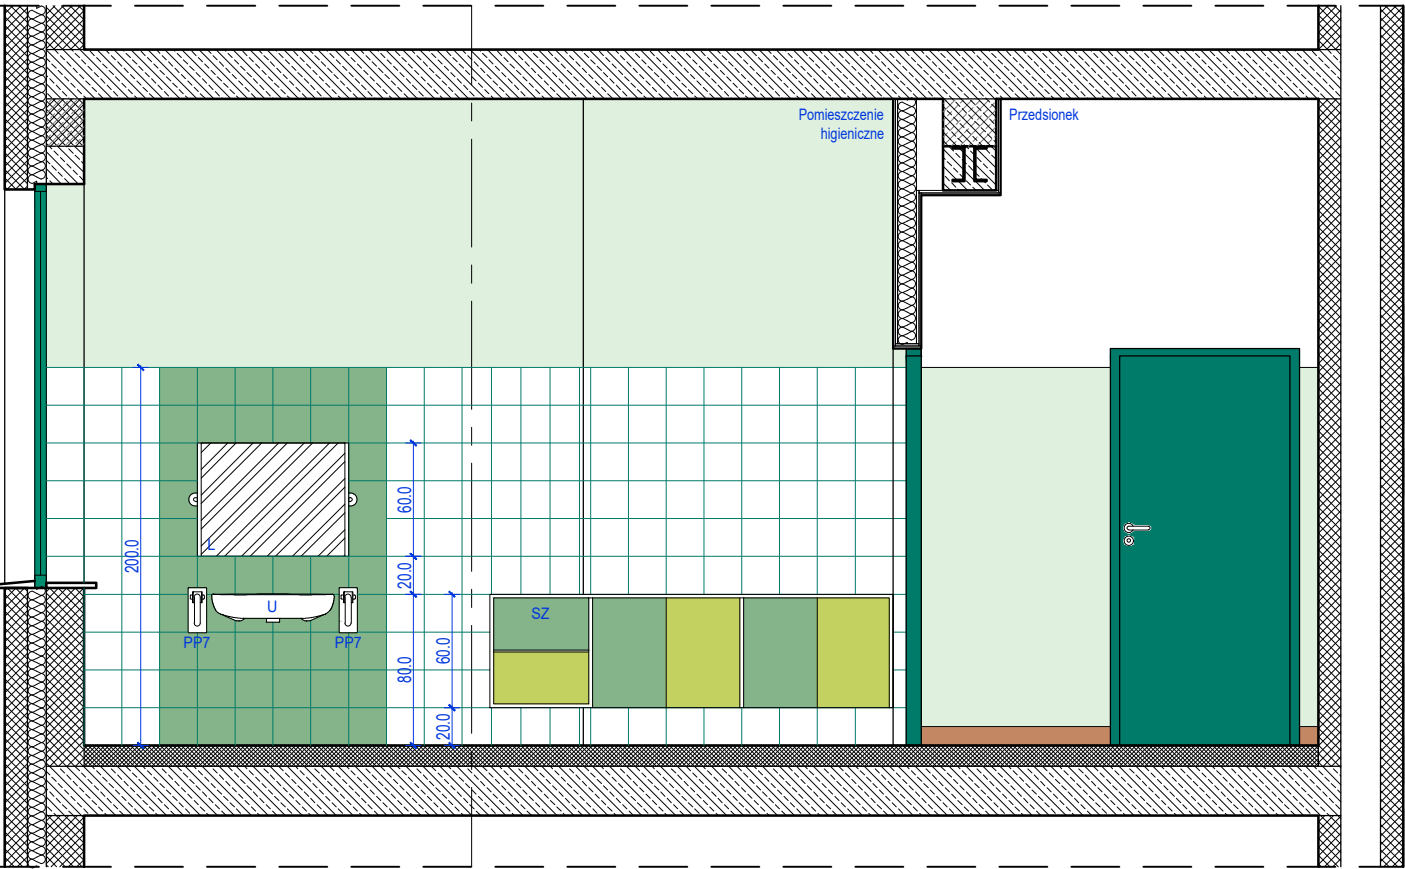 Pomieszczenie
higieniczne
Przedsionek
200.0
60.0
L
20.0
U
SZ
PP7
PP7
80.0
60.0
20.0